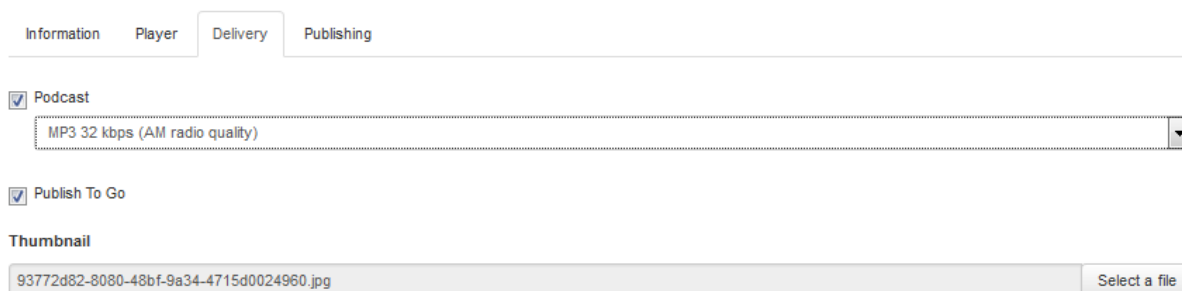 Information Player Delivery Publishing
Podcast
MP3 32 kbps (AM radio quality)
Publish To Go
Thumbnail
93772d82-8080-48bf-9a34-4715d0024960.jpg Select a file